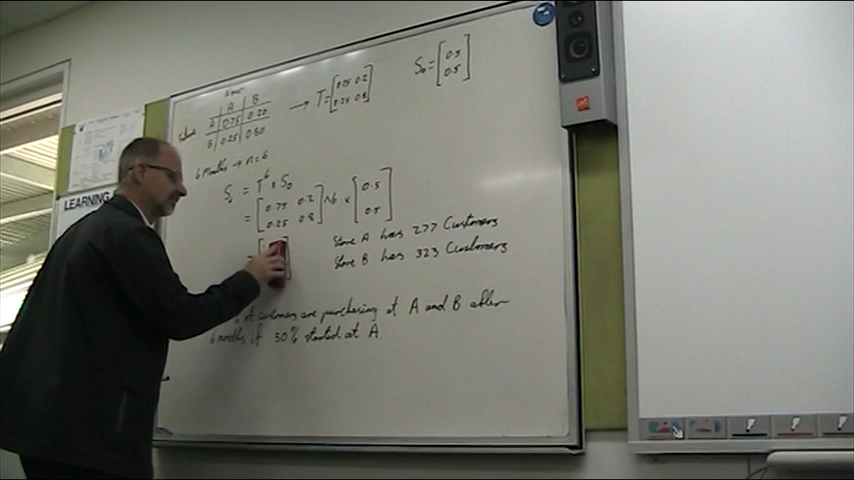 A B
A 0.75 0.20
B 0.25 0.80
→ T = [0.75 0.2
0.25 0.8]
S₀ = [0.5
0.5]
6 Months → n = 6
S₆ = T⁶ × S₀
= [0.75 0.2
0.25 0.8] ^6 × [0.5
0.5]
Store A has 277 Customers
Store B has 323 Customers
of customers are purchasing at A and B after
6 months if 50% started at A.
LEARNING